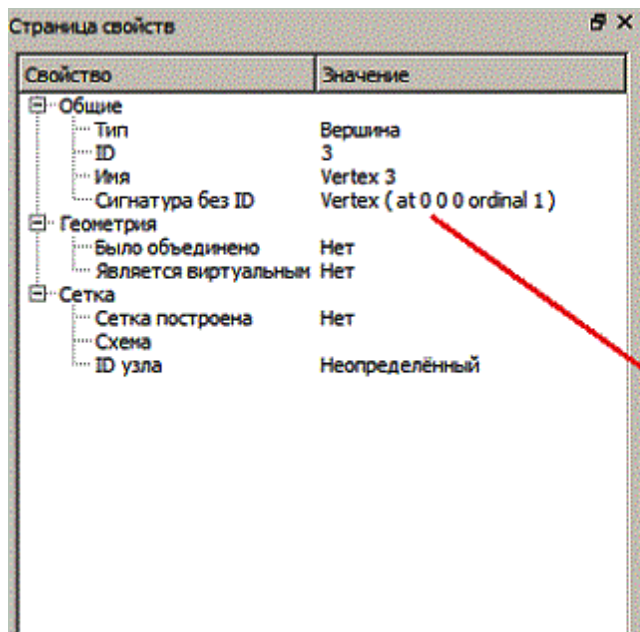 Страница свойств
Свойство Значение
Общие
Тип Вершина
ID 3
Имя Vertex 3
Сигнатура без ID Vertex ( at 0 0 0 ordinal 1 )
Геометрия
Было объединено Нет
Является виртуальным Нет
Сетка
Сетка построена Нет
Схема
ID узла Неопределённый